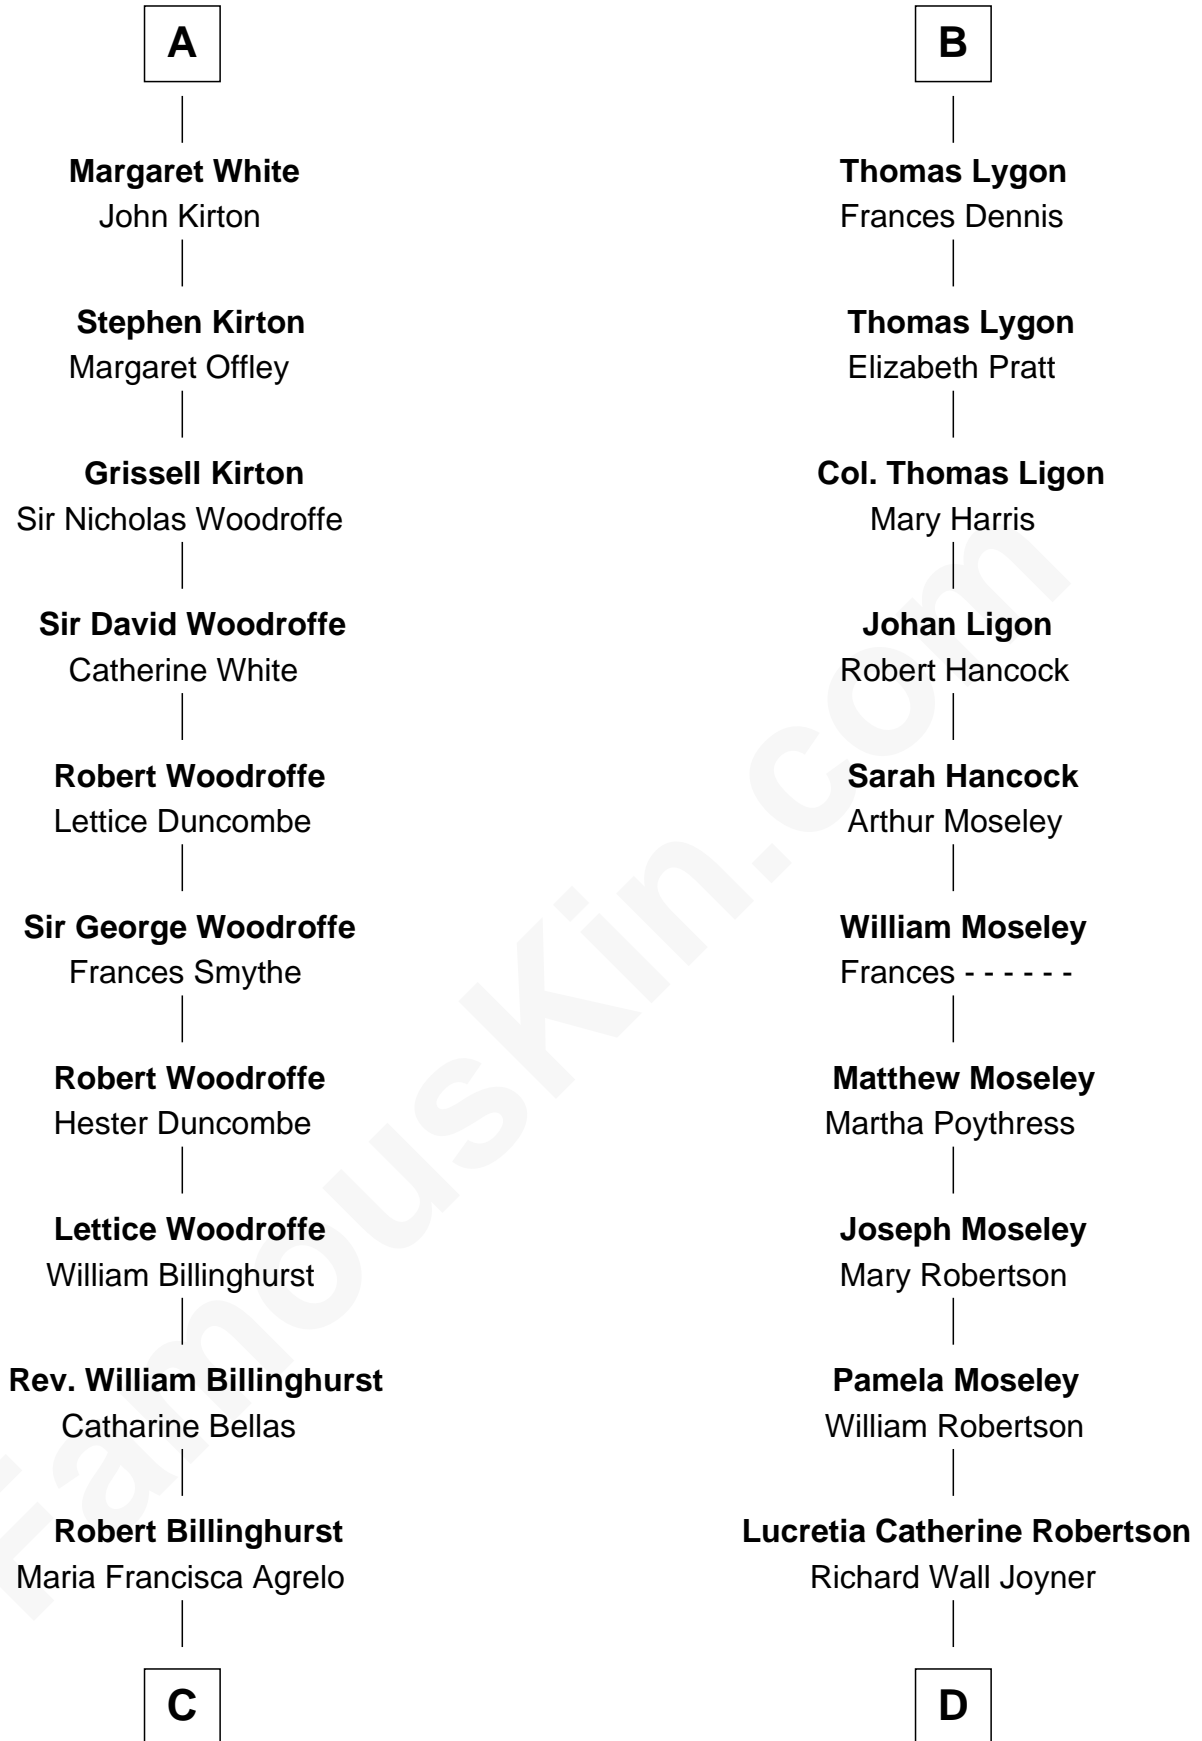 A
Margaret White
John Kirton
Stephen Kirton
Margaret Offley
Grissell Kirton
Sir Nicholas Woodroffe
Sir David Woodroffe
Catherine White
Robert Woodroffe
Lettice Duncombe
Sir George Woodroffe
Frances Smythe
Robert Woodroffe
Hester Duncombe
Lettice Woodroffe
William Billinghurst
Rev. William Billinghurst
Catharine Bellas
Robert Billinghurst
Maria Francisca Agrelo
C
B
Thomas Lygon
Frances Dennis
Thomas Lygon
Elizabeth Pratt
Col. Thomas Ligon
Mary Harris
Johan Ligon
Robert Hancock
Sarah Hancock
Arthur Moseley
William Moseley
Frances - - - - - -
Matthew Moseley
Martha Poythress
Joseph Moseley
Mary Robertson
Pamela Moseley
William Robertson
Lucretia Catherine Robertson
Richard Wall Joyner
D
FamousKin.com